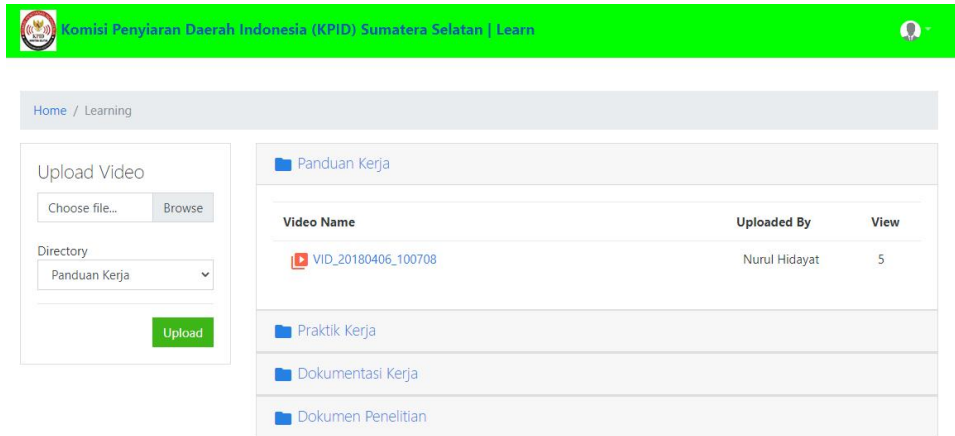 Komisi Penyiaran Daerah Indonesia (KPID) Sumatera Selatan | Learn
Home / Learning
Upload Video
Choose file... Browse
Directory
Panduan Kerja
Upload
Panduan Kerja
Video Name Uploaded By View
VID_20180406_100708 Nurul Hidayat 5
Praktik Kerja
Dokumentasi Kerja
Dokumen Penelitian